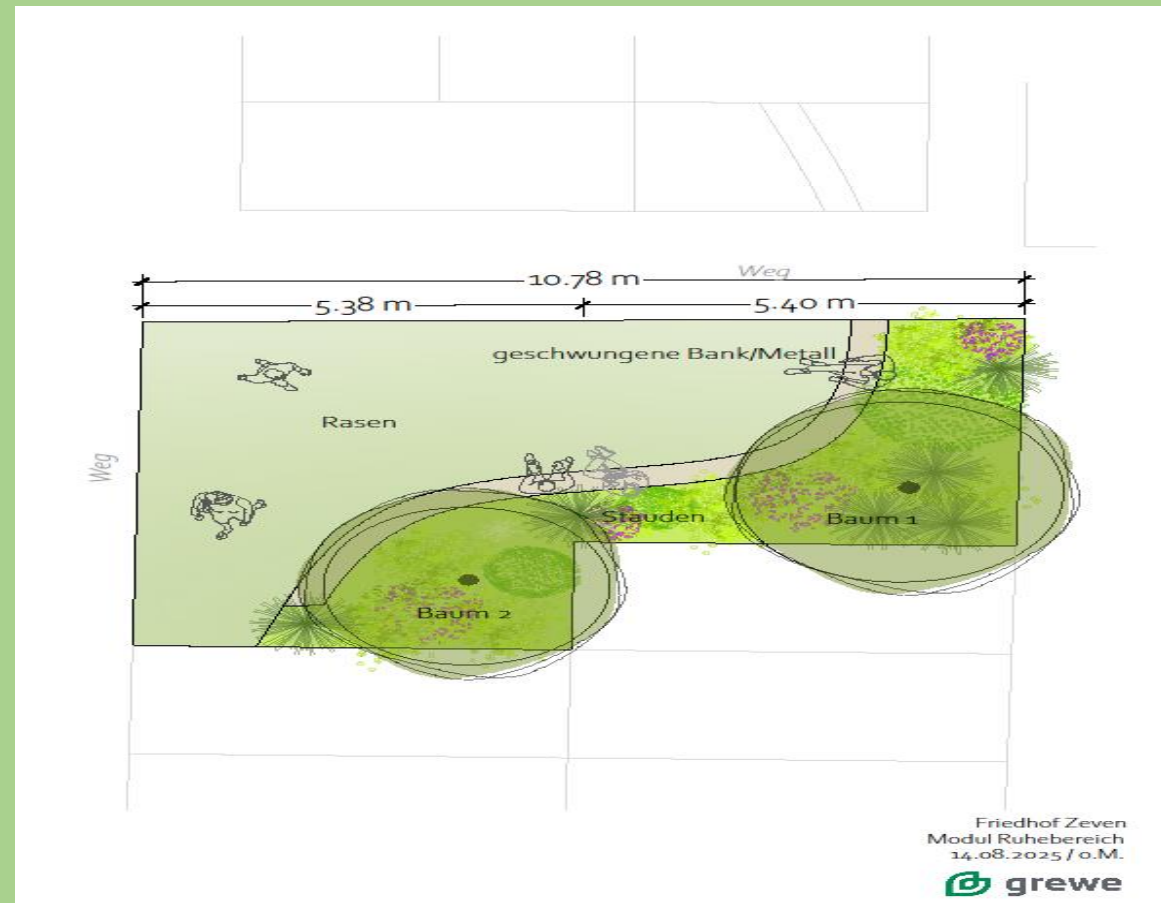 10.78 m
Weg
5.38 m
5.40 m
geschwungene Bank/Metall
Rasen
Weg
Stauden
Baum 1
Baum 2
Friedhof Zeven
Modul Ruhebereich
14.08.2025 / o.M.
grewe